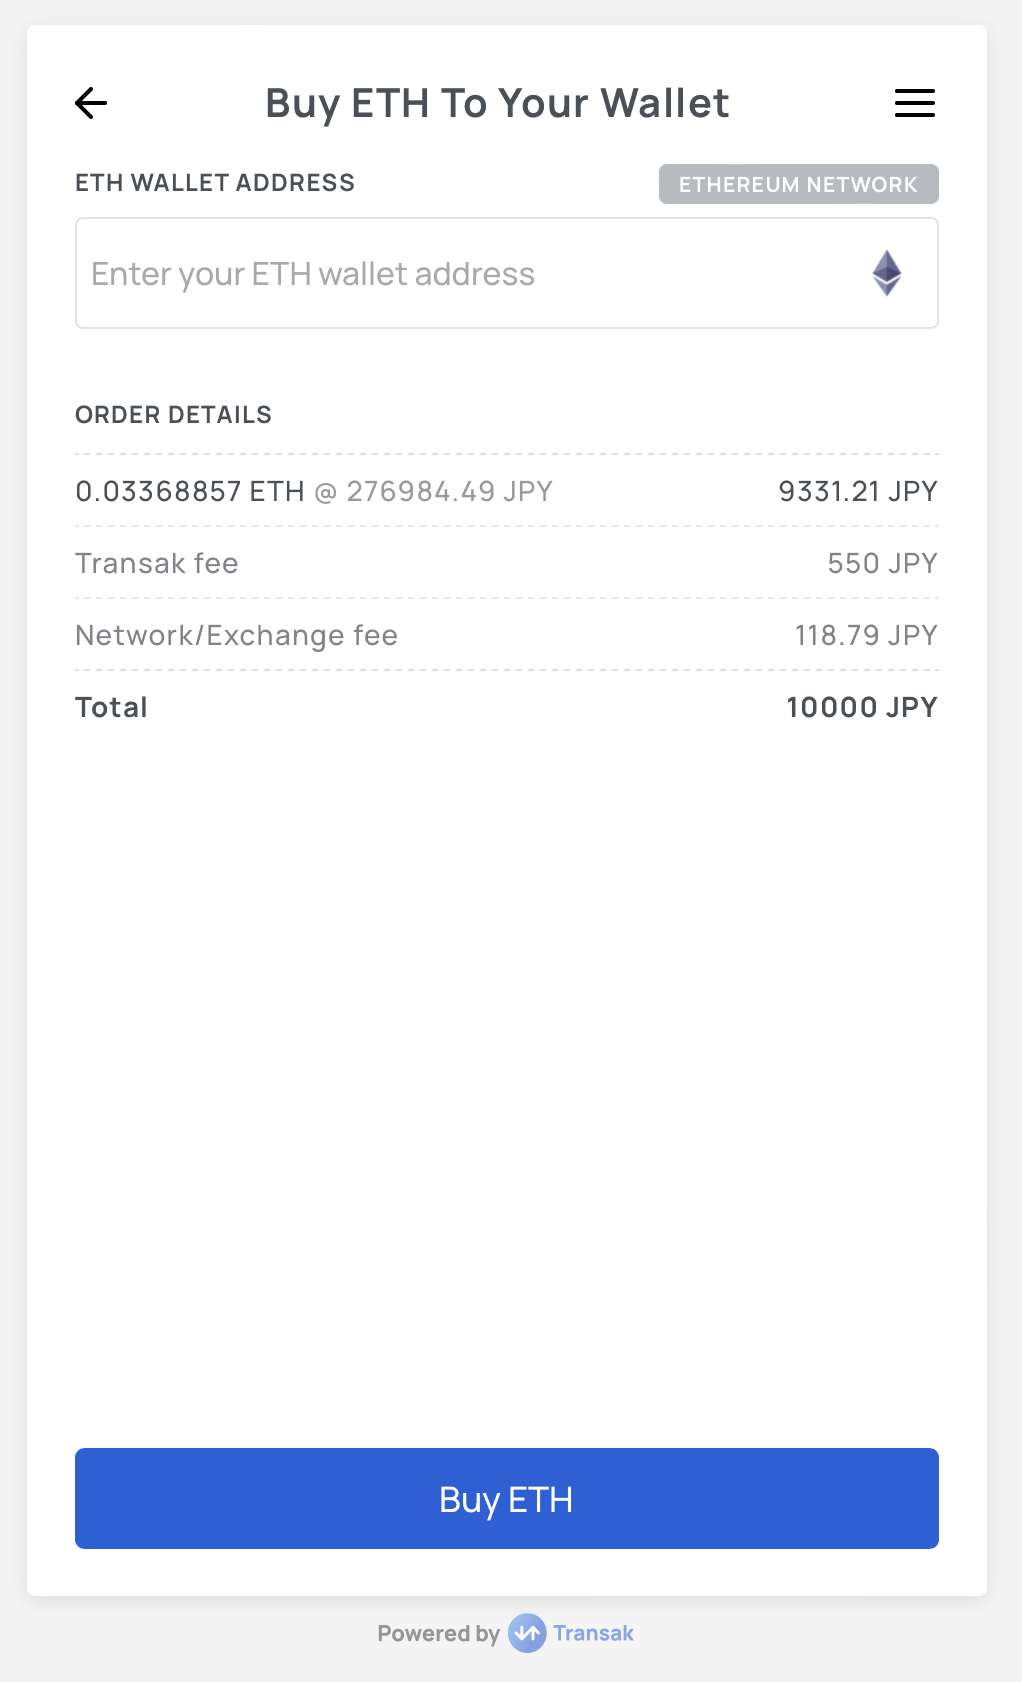 Buy ETH To Your Wallet
ETH WALLET ADDRESS ETHEREUM NETWORK
Enter your ETH wallet address
ORDER DETAILS
0.03368857 ETH @ 276984.49 JPY 9331.21 JPY
Transak fee 550 JPY
Network/Exchange fee 118.79 JPY
Total 10000 JPY
Buy ETH
Powered by Transak